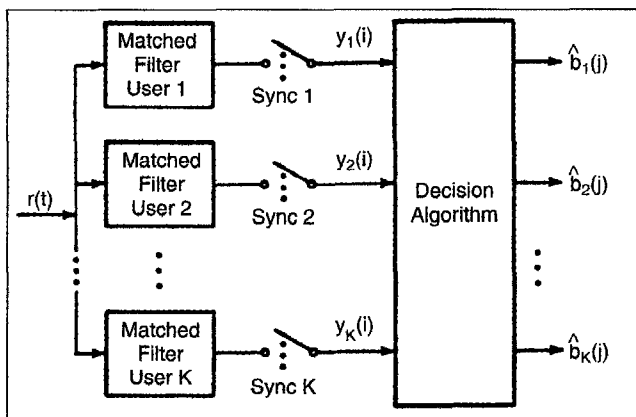 Matched
Filter
User 1
Sync 1
y1(i)
b̂1(j)
r(t)
Matched
Filter
User 2
Sync 2
y2(i)
Decision
Algorithm
b̂2(j)
Matched
Filter
User K
Sync K
yK(i)
b̂K(j)